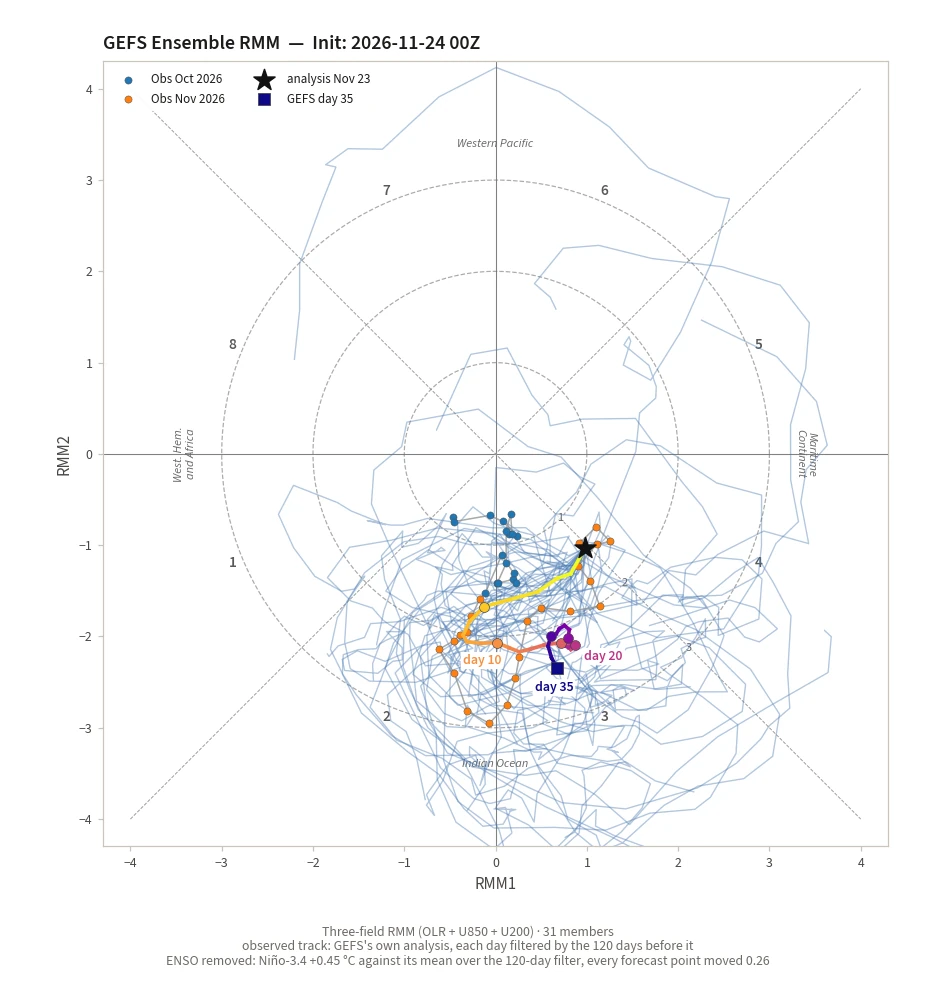 GEFS Ensemble RMM — Init: 2026-11-24 00Z
Obs Oct 2026
Obs Nov 2026
analysis Nov 23
GEFS day 35
Western Pacific
7
6
8
5
West. Hem.
and Africa
Maritime
Continent
1
4
2
3
1
2
3
day 10
day 20
day 35
Indian Ocean
RMM2
4
3
2
1
0
−1
−2
−3
−4
−4
−3
−2
−1
0
1
2
3
4
RMM1
Three-field RMM (OLR + U850 + U200) · 31 members
observed track: GEFS's own analysis, each day filtered by the 120 days before it
ENSO removed: Niño-3.4 +0.45 °C against its mean over the 120-day filter, every forecast point moved 0.26